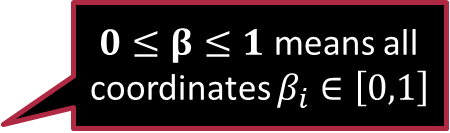 0 ≤ β ≤ 1 means all
coordinates βᵢ ∈ [0,1]